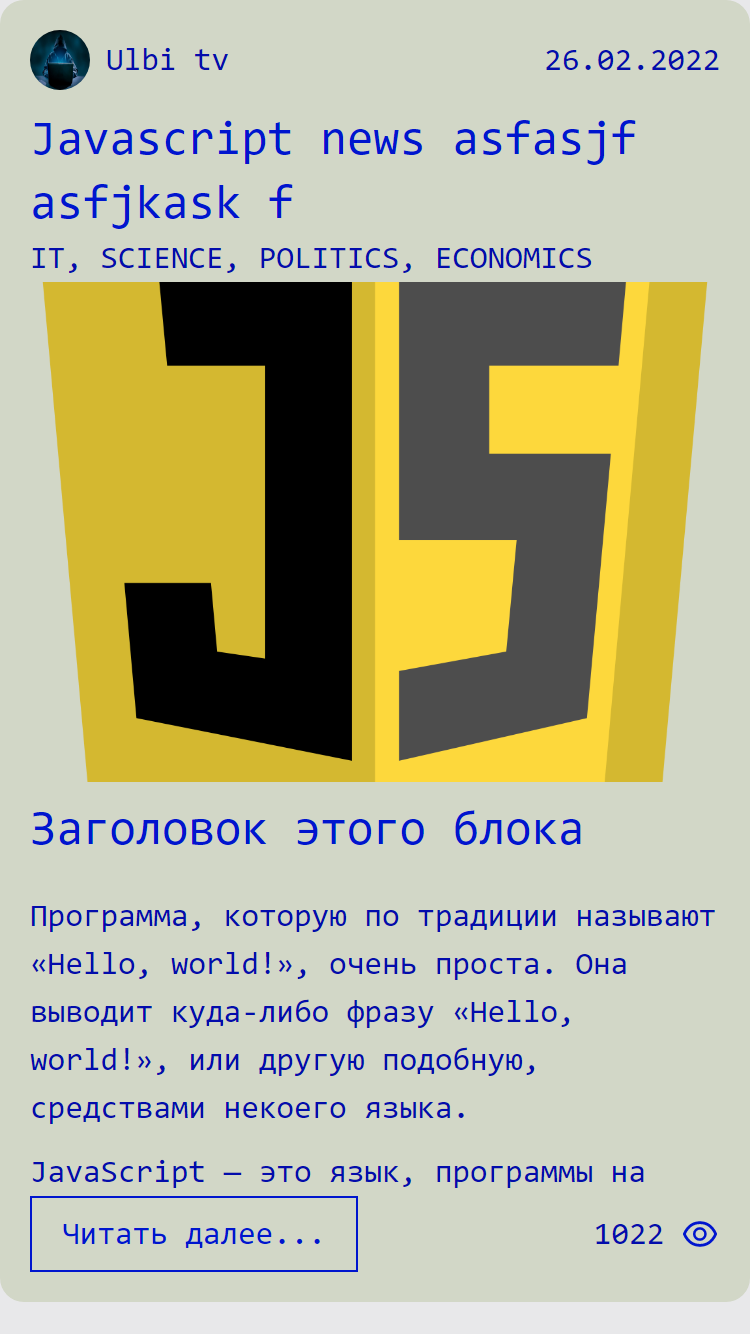 Ulbi tv 26.02.2022
Javascript news asfasjf
asfjkask f
IT, SCIENCE, POLITICS, ECONOMICS
JS
Заголовок этого блока
Программа, которую по традиции называют
«Hello, world!», очень проста. Она
выводит куда-либо фразу «Hello,
world!», или другую подобную,
средствами некоего языка.
JavaScript — это язык, программы на
Читать далее... 1022